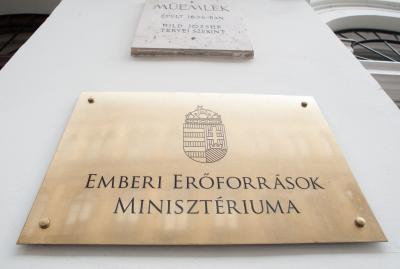 MŰEMLÉK
ÉPÜLT 1836-BAN
HILD JÓZSEF
TERVEI SZERINT
EMBERI ERŐFORRÁSOK
MINISZTÉRIUMA